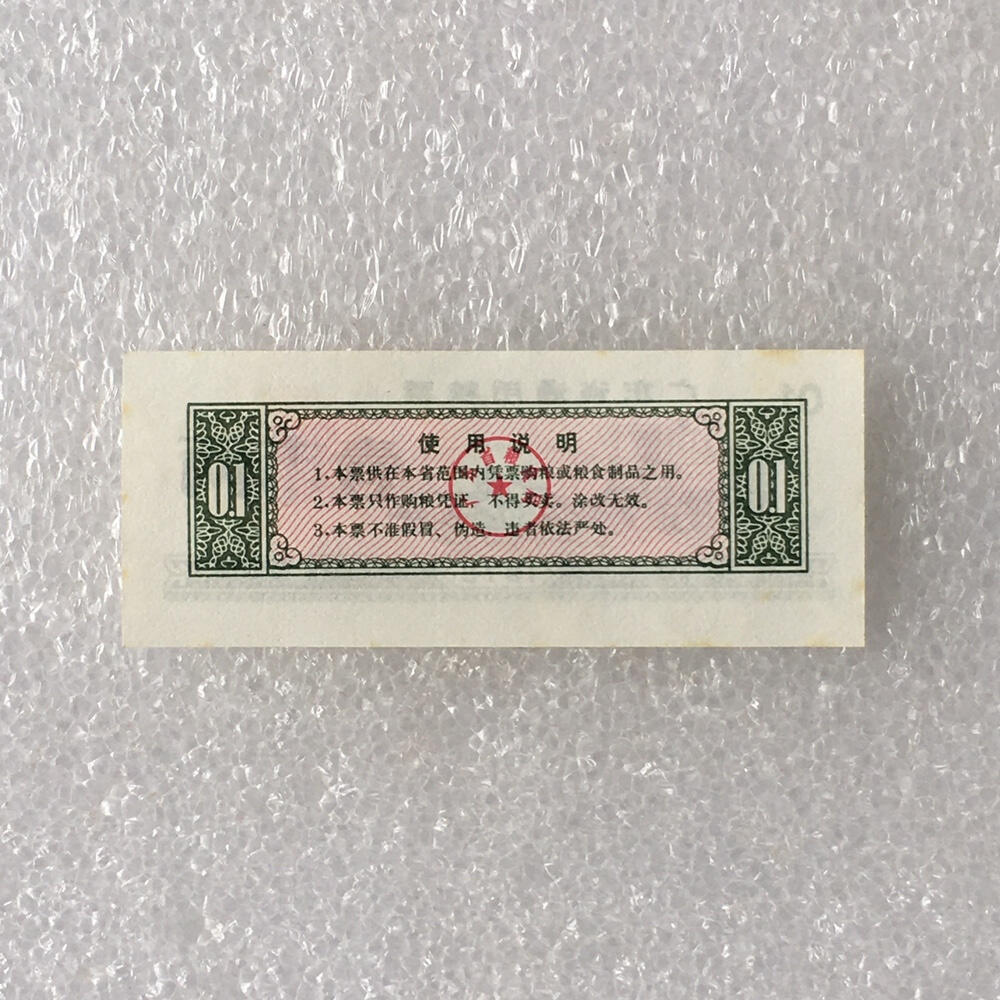 使用说明
0.1
0.1
1.本票供在本省范围内凭票购粮或粮食制品之用。
2.本票只作购粮凭证，不得买卖。涂改无效。
3.本票不准假冒、伪造，违者依法严处。